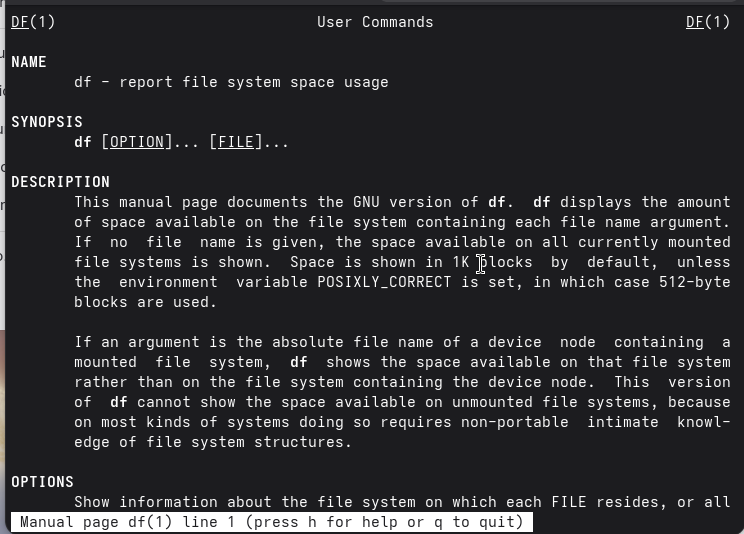 DF(1) User Commands DF(1)
NAME
df - report file system space usage
SYNOPSIS
df [OPTION]... [FILE]...
DESCRIPTION
This manual page documents the GNU version of df. df displays the amount
of space available on the file system containing each file name argument.
If no file name is given, the space available on all currently mounted
file systems is shown. Space is shown in 1K blocks by default, unless
the environment variable POSIXLY_CORRECT is set, in which case 512-byte
blocks are used.
If an argument is the absolute file name of a device node containing a
mounted file system, df shows the space available on that file system
rather than on the file system containing the device node. This version
of df cannot show the space available on unmounted file systems, because
on most kinds of systems doing so requires non-portable intimate knowl-
edge of file system structures.
OPTIONS
Show information about the file system on which each FILE resides, or all
Manual page df(1) line 1 (press h for help or q to quit)